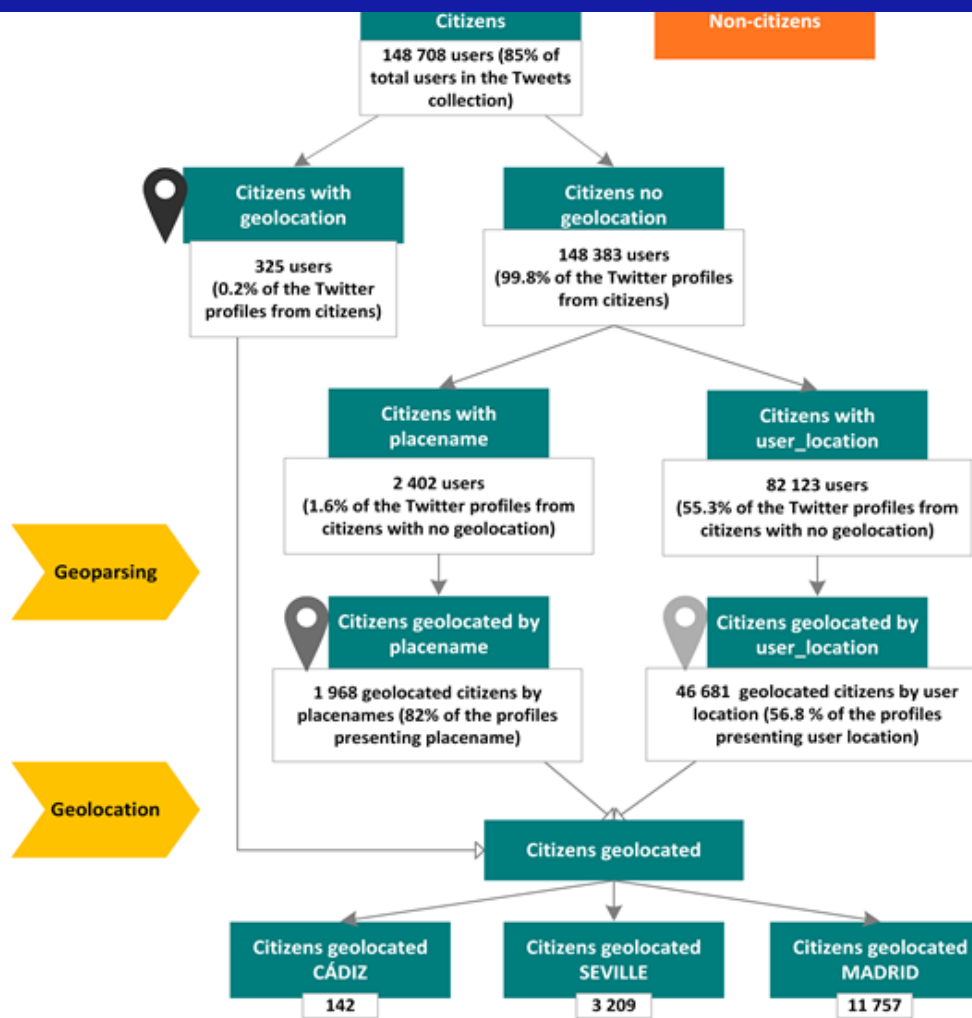 Citizens
Non-citizens
148 708 users (85% of
total users in the Tweets
collection)
Citizens with
geolocation
Citizens no
geolocation
325 users
(0.2% of the Twitter
profiles from citizens)
148 383 users
(99.8% of the Twitter profiles
from citizens)
Citizens with
placename
Citizens with
user_location
2 402 users
(1.6% of the Twitter profiles from
citizens with no geolocation)
82 123 users
(55.3% of the Twitter profiles from
citizens with no geolocation)
Geoparsing
Citizens geolocated by
placename
Citizens geolocated by
user_location
1 968 geolocated citizens by
placenames (82% of the profiles
presenting placename)
46 681 geolocated citizens by user
location (56.8 % of the profiles
presenting user location)
Geolocation
Citizens geolocated
Citizens geolocated
CÁDIZ
142
Citizens geolocated
SEVILLE
3 209
Citizens geolocated
MADRID
11 757